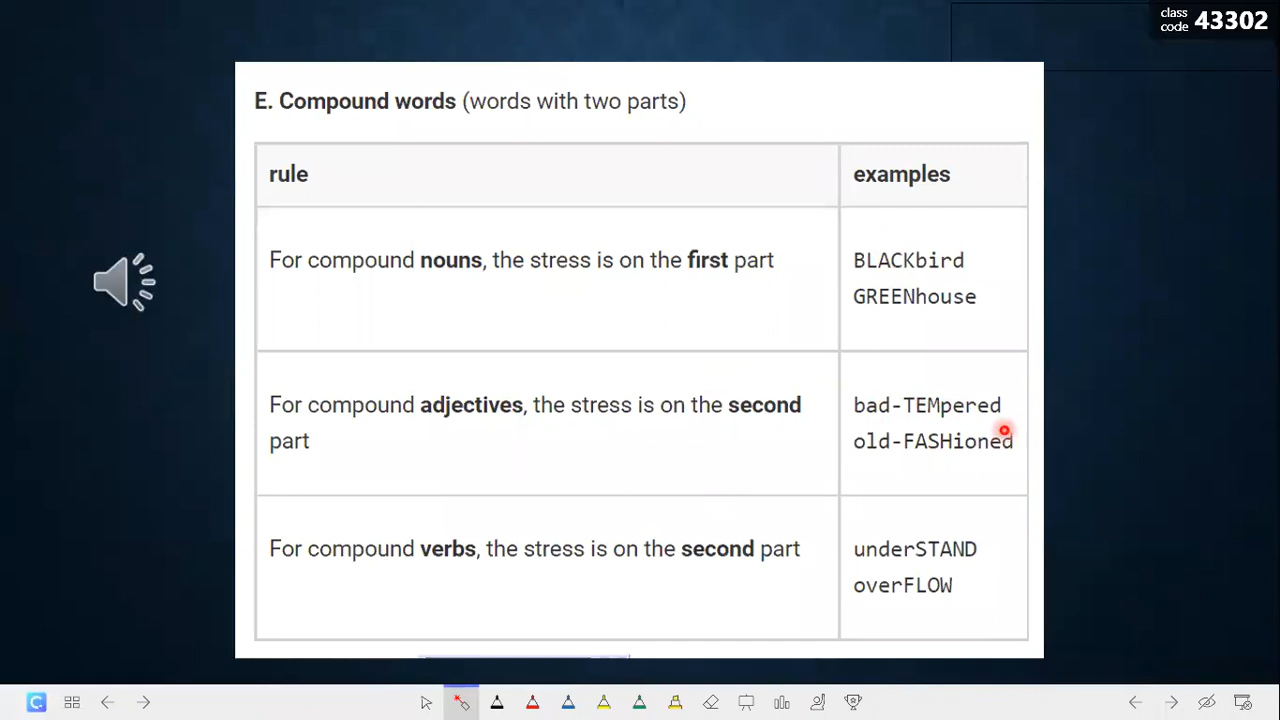 class
code 43302
E. Compound words (words with two parts)
rule examples
For compound nouns, the stress is on the first part BLACKbird
GREENhouse
For compound adjectives, the stress is on the second
part
bad-TEMpered
old-FASHioned
For compound verbs, the stress is on the second part underSTAND
overFLOW